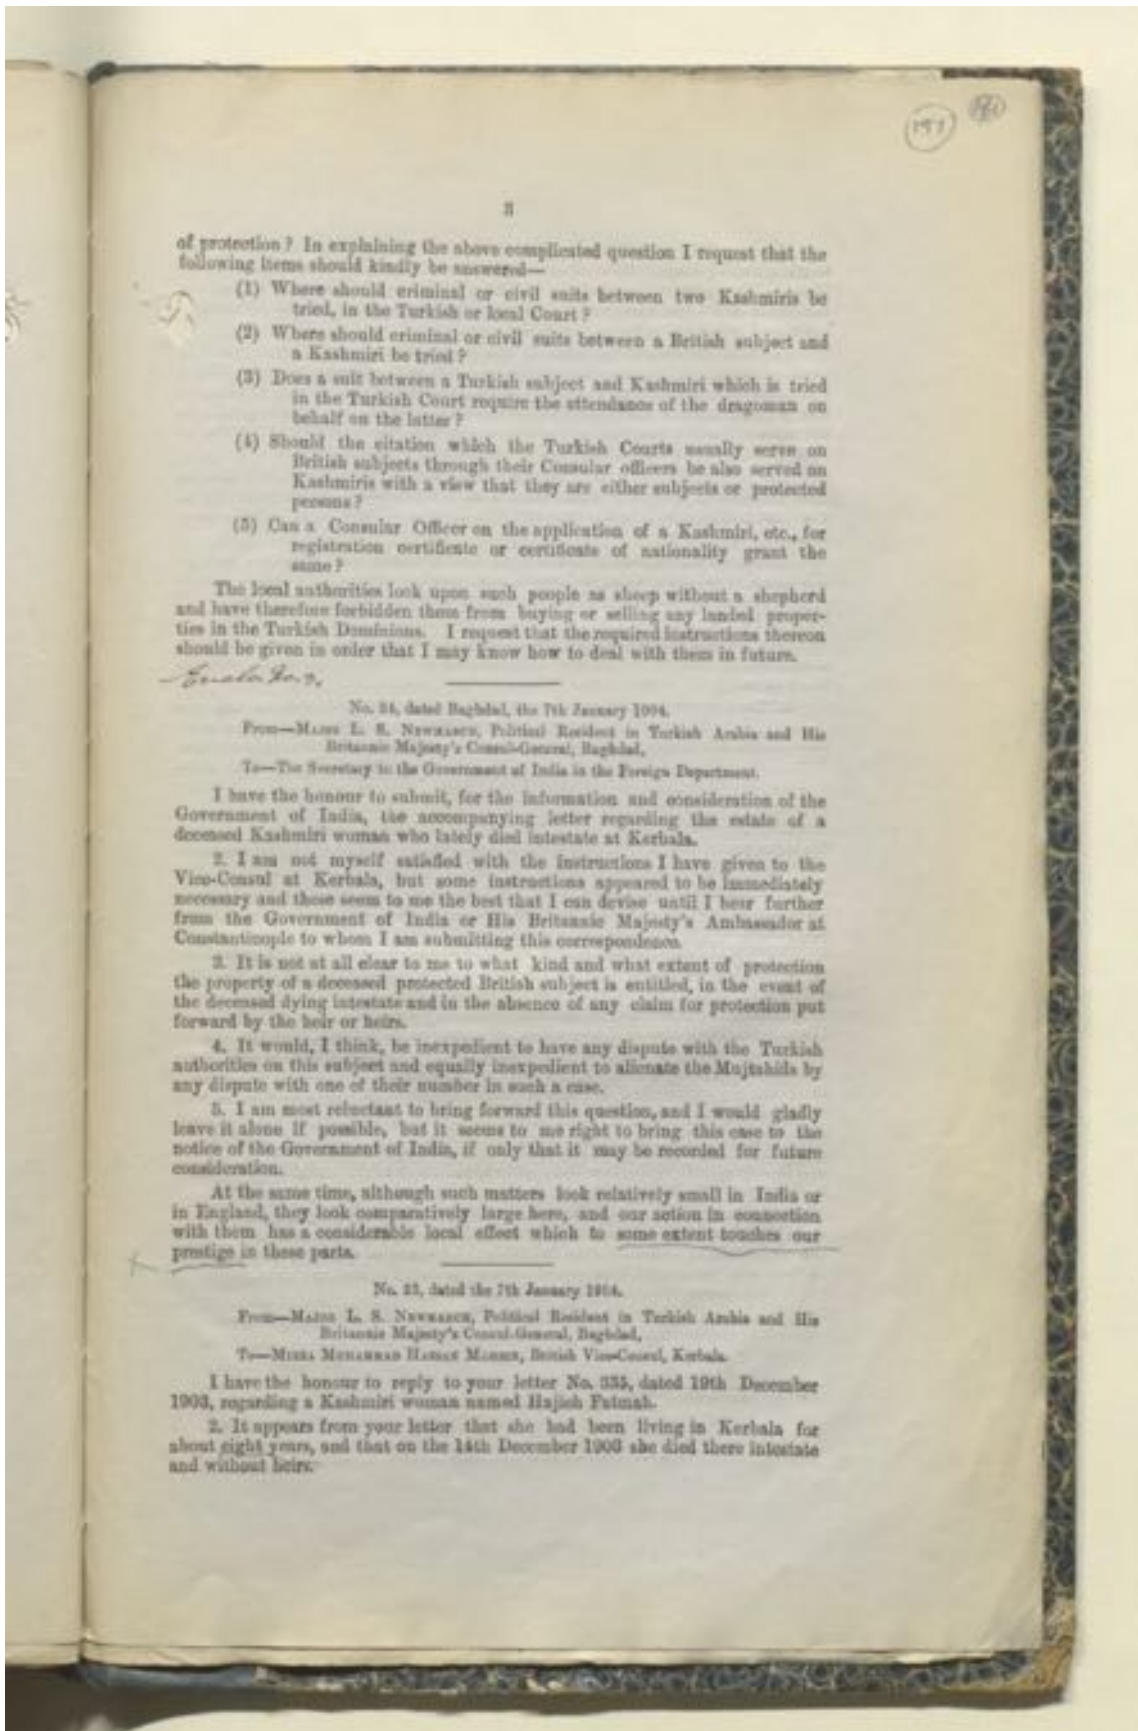 3
of protection? In explaining the above complicated question I request that the
following items should kindly be answered—
(1) Where should criminal or civil suits between two Kashmiris be
tried, in the Turkish or local Court?
(2) Where should criminal or civil suits between a British subject and
a Kashmiri be tried?
(3) Does a suit between a Turkish subject and Kashmiri which is tried
in the Turkish Court require the attendance of the dragoman on
behalf on the latter?
(4) Should the citation which the Turkish Courts usually serve on
British subjects through their Consular officers be also served on
Kashmiris with a view that they are either subjects or protected
persons?
(5) Can a Consular Officer on the application of a Kashmiri, etc., for
registration certificate or certificate of nationality grant the
same?
The local authorities look upon such people as sheep without a shepherd
and have therefore forbidden them from buying or selling any landed proper-
ties in the Turkish Dominions. I request that the required instructions thereon
should be given in order that I may know how to deal with them in future.
No. 24, dated Baghdad, the 7th January 1904.
From—MAJOR L. S. NEWMARCH, Political Resident in Turkish Arabia and His
Britannic Majesty's Consul-General, Baghdad,
To—The Secretary to the Government of India in the Foreign Department.
I have the honour to submit, for the information and consideration of the
Government of India, the accompanying letter regarding the estate of a
deceased Kashmiri woman who lately died intestate at Kerbala.
2. I am not myself satisfied with the instructions I have given to the
Vice-Consul at Kerbala, but some instructions appeared to be immediately
necessary and these seem to me the best that I can devise until I hear further
from the Government of India or His Britannic Majesty's Ambassador at
Constantinople to whom I am submitting this correspondence.
3. It is not at all clear to me to what kind and what extent of protection
the property of a deceased protected British subject is entitled, in the event of
the deceased dying intestate and in the absence of any claim for protection put
forward by the heir or heirs.
4. It would, I think, be inexpedient to have any dispute with the Turkish
authorities on this subject and equally inexpedient to alienate the Mujtahids by
any dispute with one of their number in such a case.
5. I am most reluctant to bring forward this question, and I would gladly
leave it alone if possible, but it seems to me right to bring this case to the
notice of the Government of India, if only that it may be recorded for future
consideration.
At the same time, although such matters look relatively small in India or
in England, they look comparatively large here, and our action in connection
with them has a considerable local effect which to some extent touches our
prestige in these parts.
No. 23, dated the 7th January 1904.
From—MAJOR L. S. NEWMARCH, Political Resident in Turkish Arabia and His
Britannic Majesty's Consul-General, Baghdad,
To—MIRZA MUHAMMAD HASSAN MOHSIN, British Vice-Consul, Kerbala.
I have the honour to reply to your letter No. 335, dated 19th December
1903, regarding a Kashmiri woman named Hajieh Fatmah.
2. It appears from your letter that she had been living in Kerbala for
about eight years, and that on the 14th December 1903 she died there intestate
and without heirs.